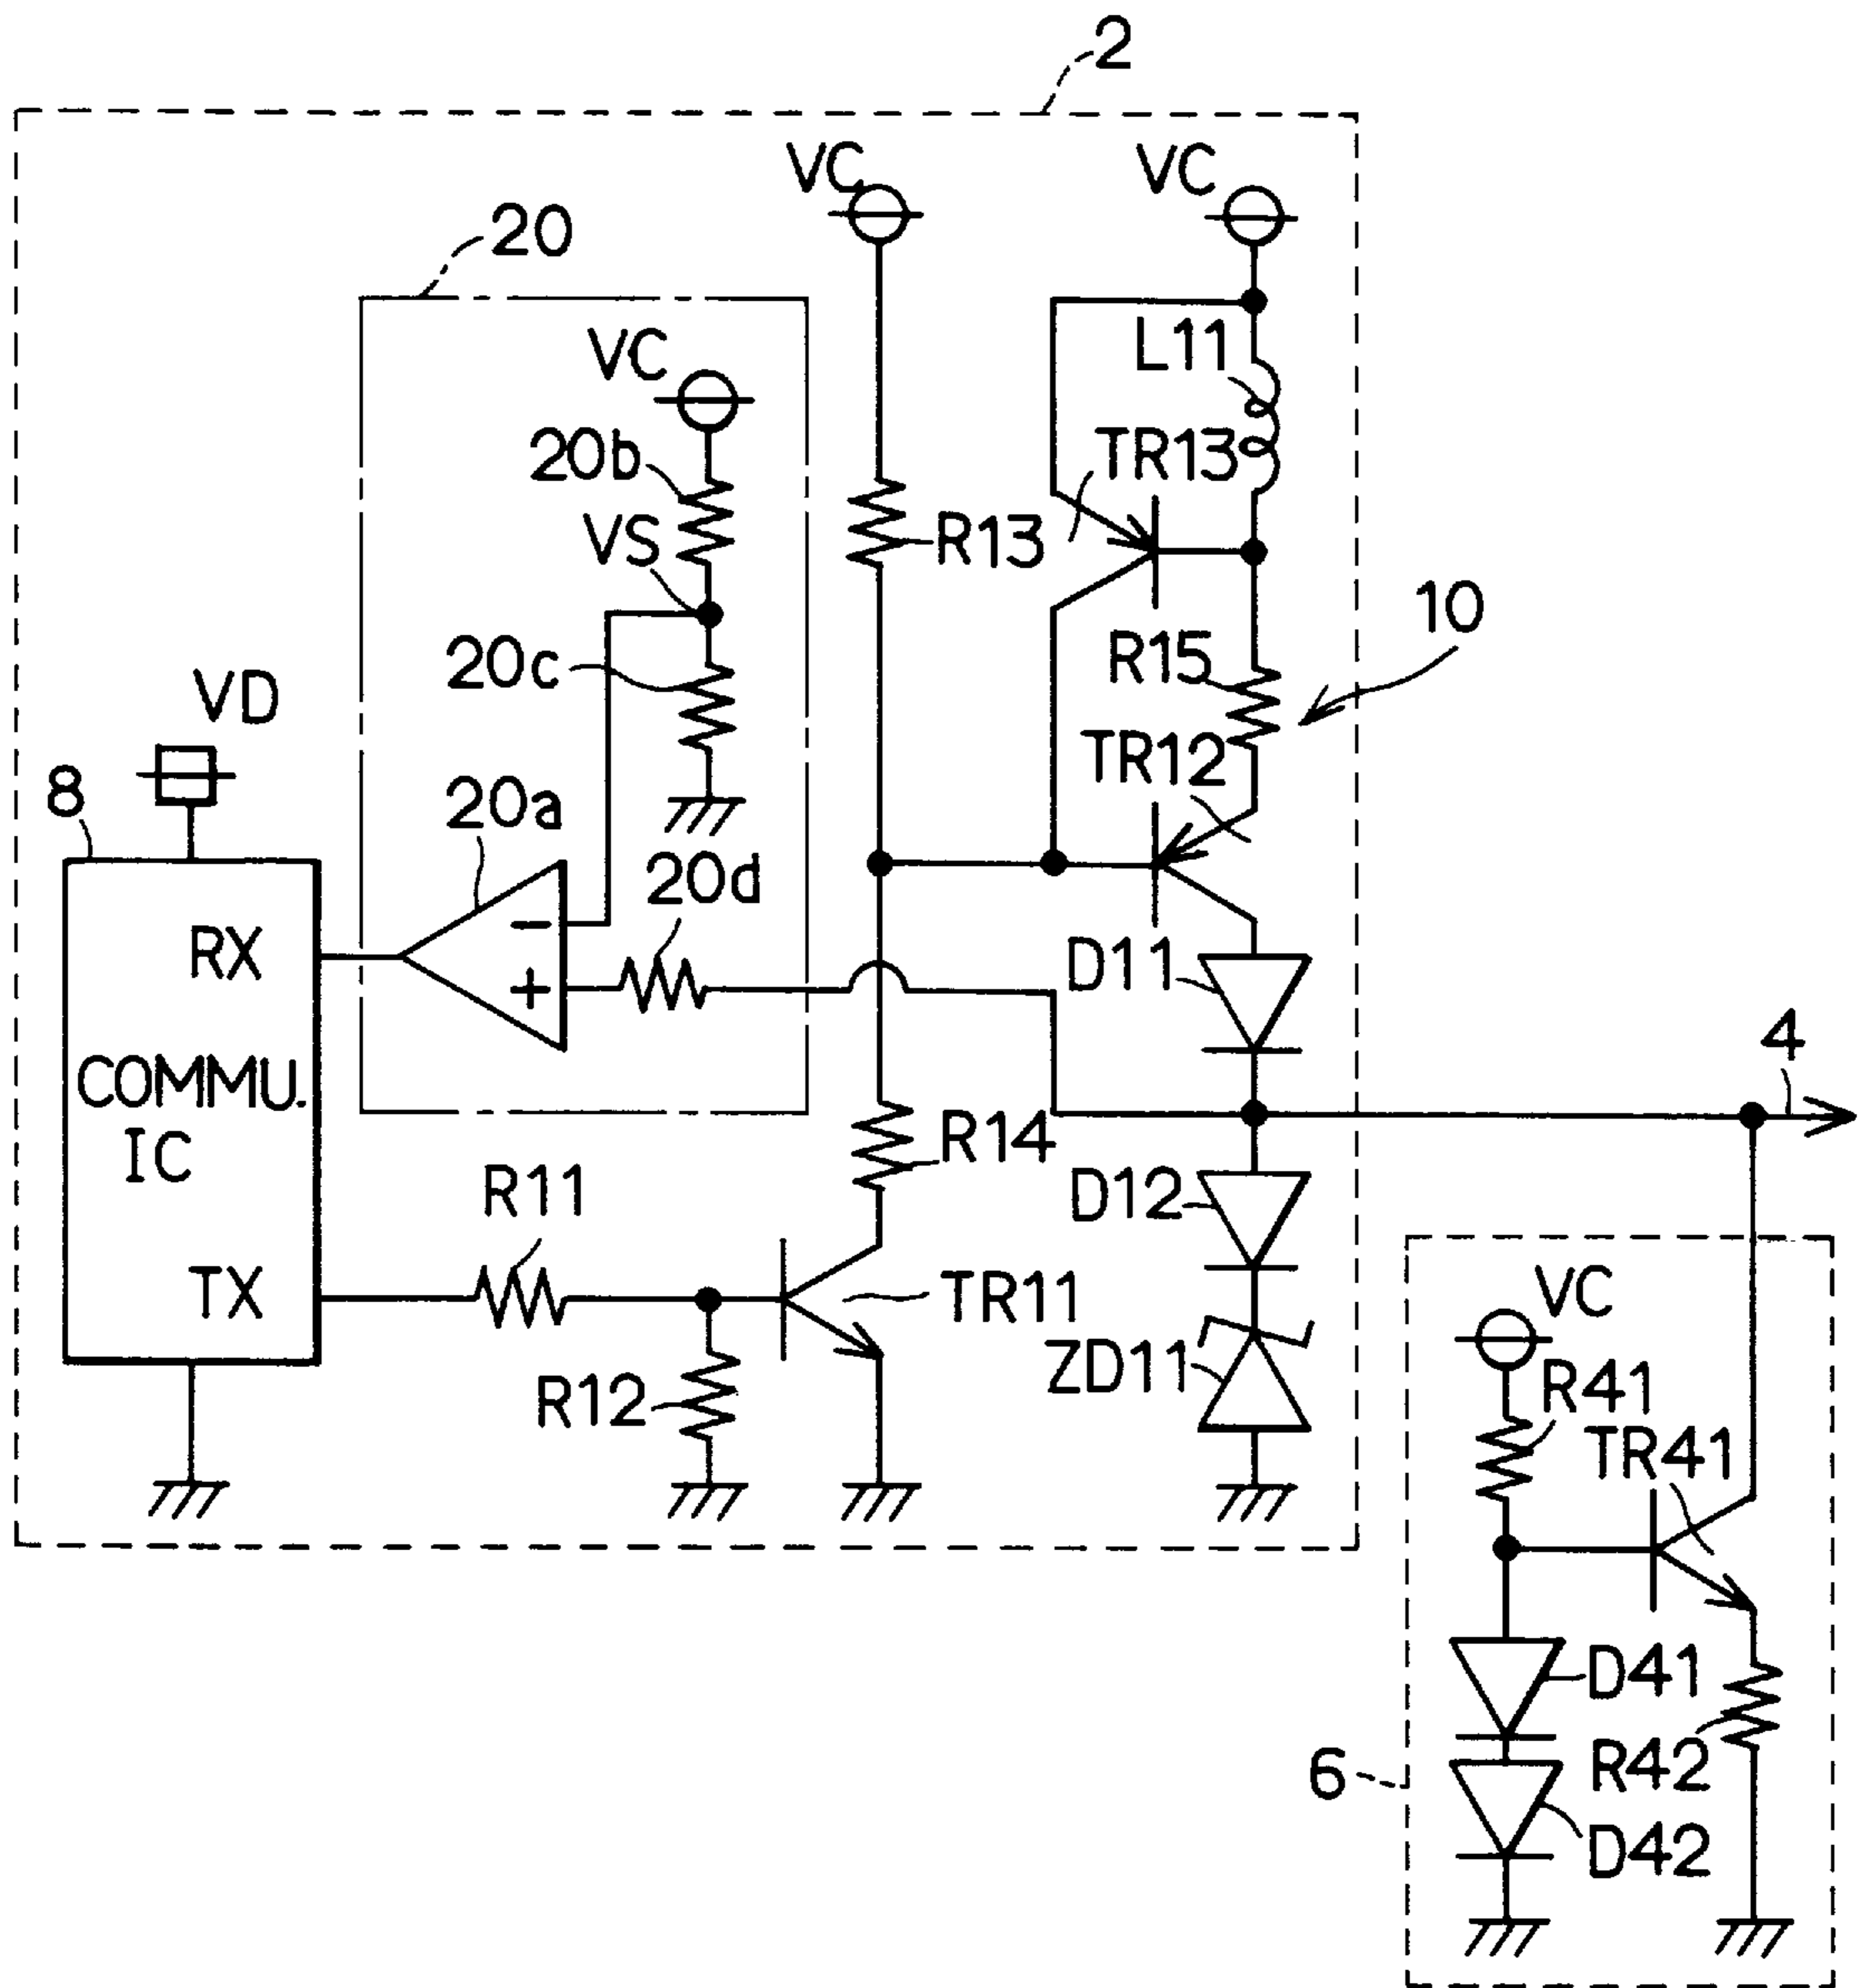 2
VC
VC
20
L11
VC
TR13
20b
VS
R13
10
20c
R15
VD
TR12
8
20a
20d
−
RX
+
D11
4
COMMU.
IC
R14
R11
D12
TX
TR11
VC
ZD11
R12
R41
TR41
D41
6
R42
D42